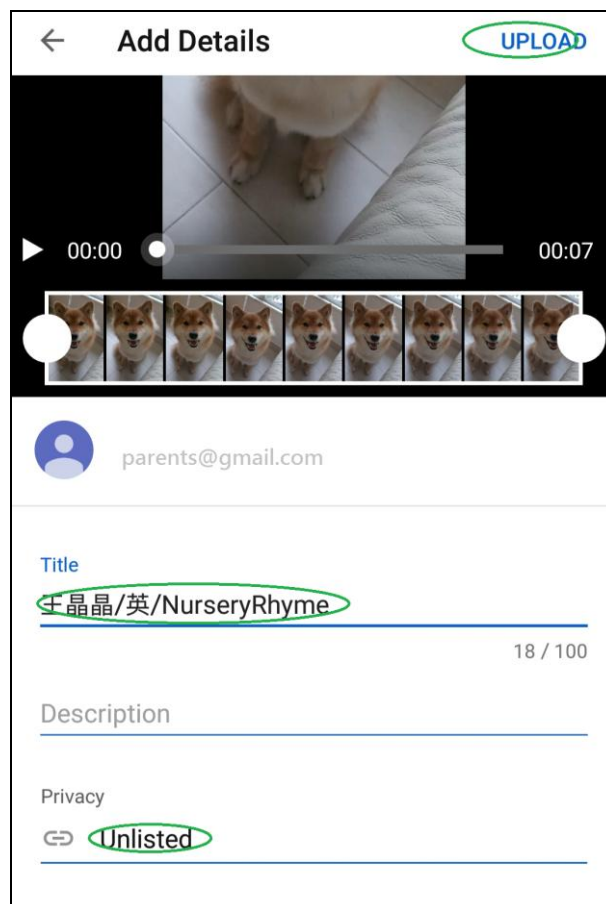 Add Details UPLOAD
00:00 00:07
parents@gmail.com
Title
王晶晶/英/NurseryRhyme
18 / 100
Description
Privacy
Unlisted